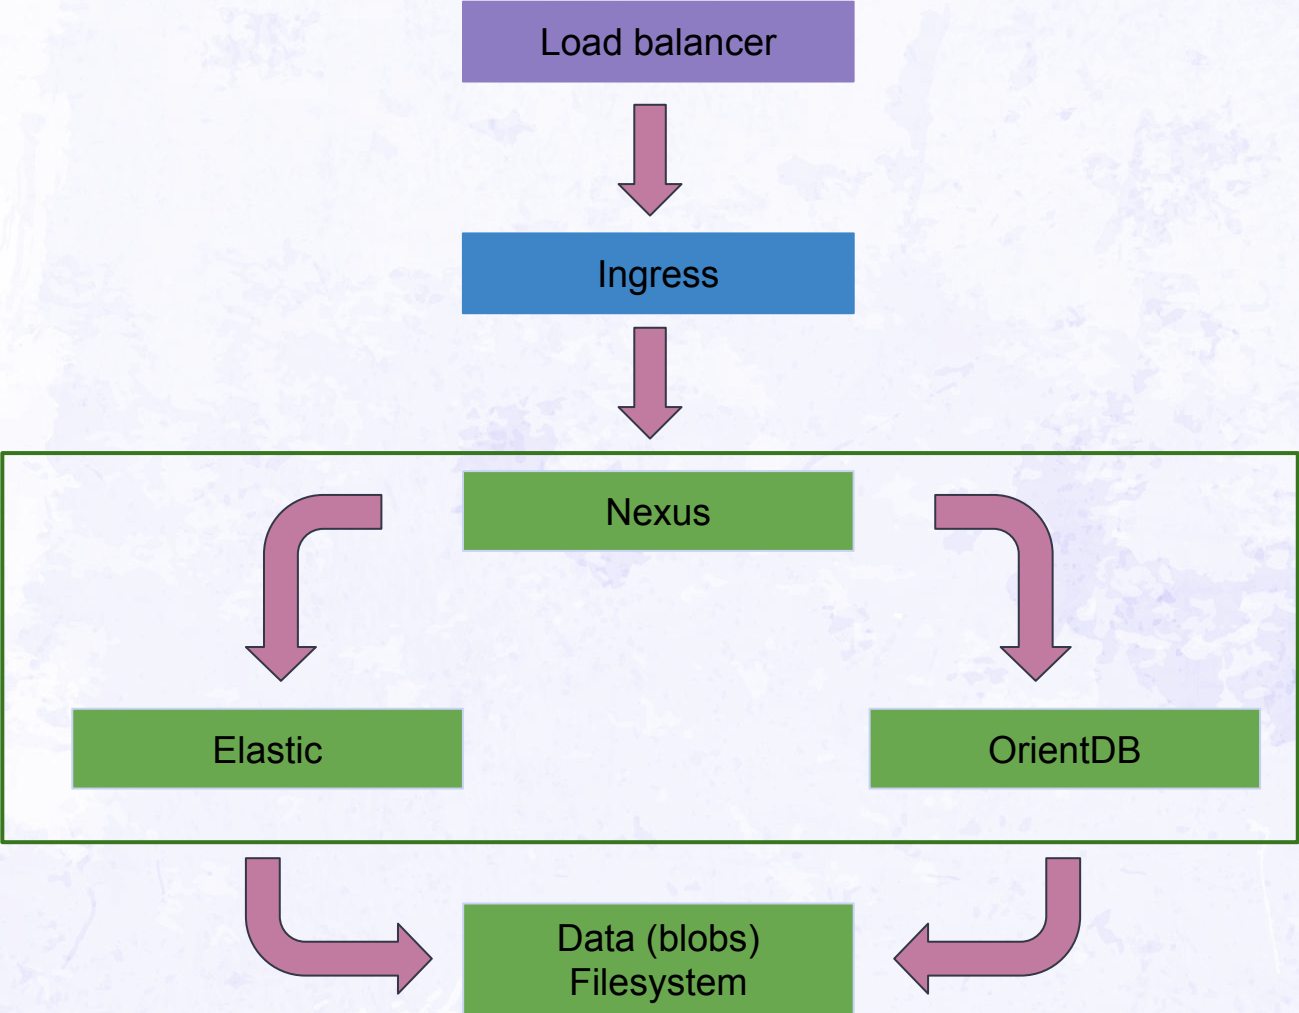 Load balancer
Ingress
Nexus
Elastic
OrientDB
Data (blobs)
Filesystem